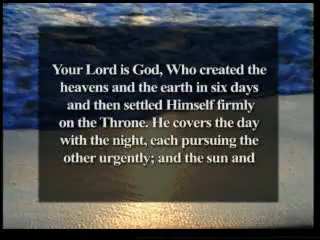 Your Lord is God, Who created the
heavens and the earth in six days
and then settled Himself firmly
on the Throne. He covers the day
with the night, each pursuing the
other urgently; and the sun and